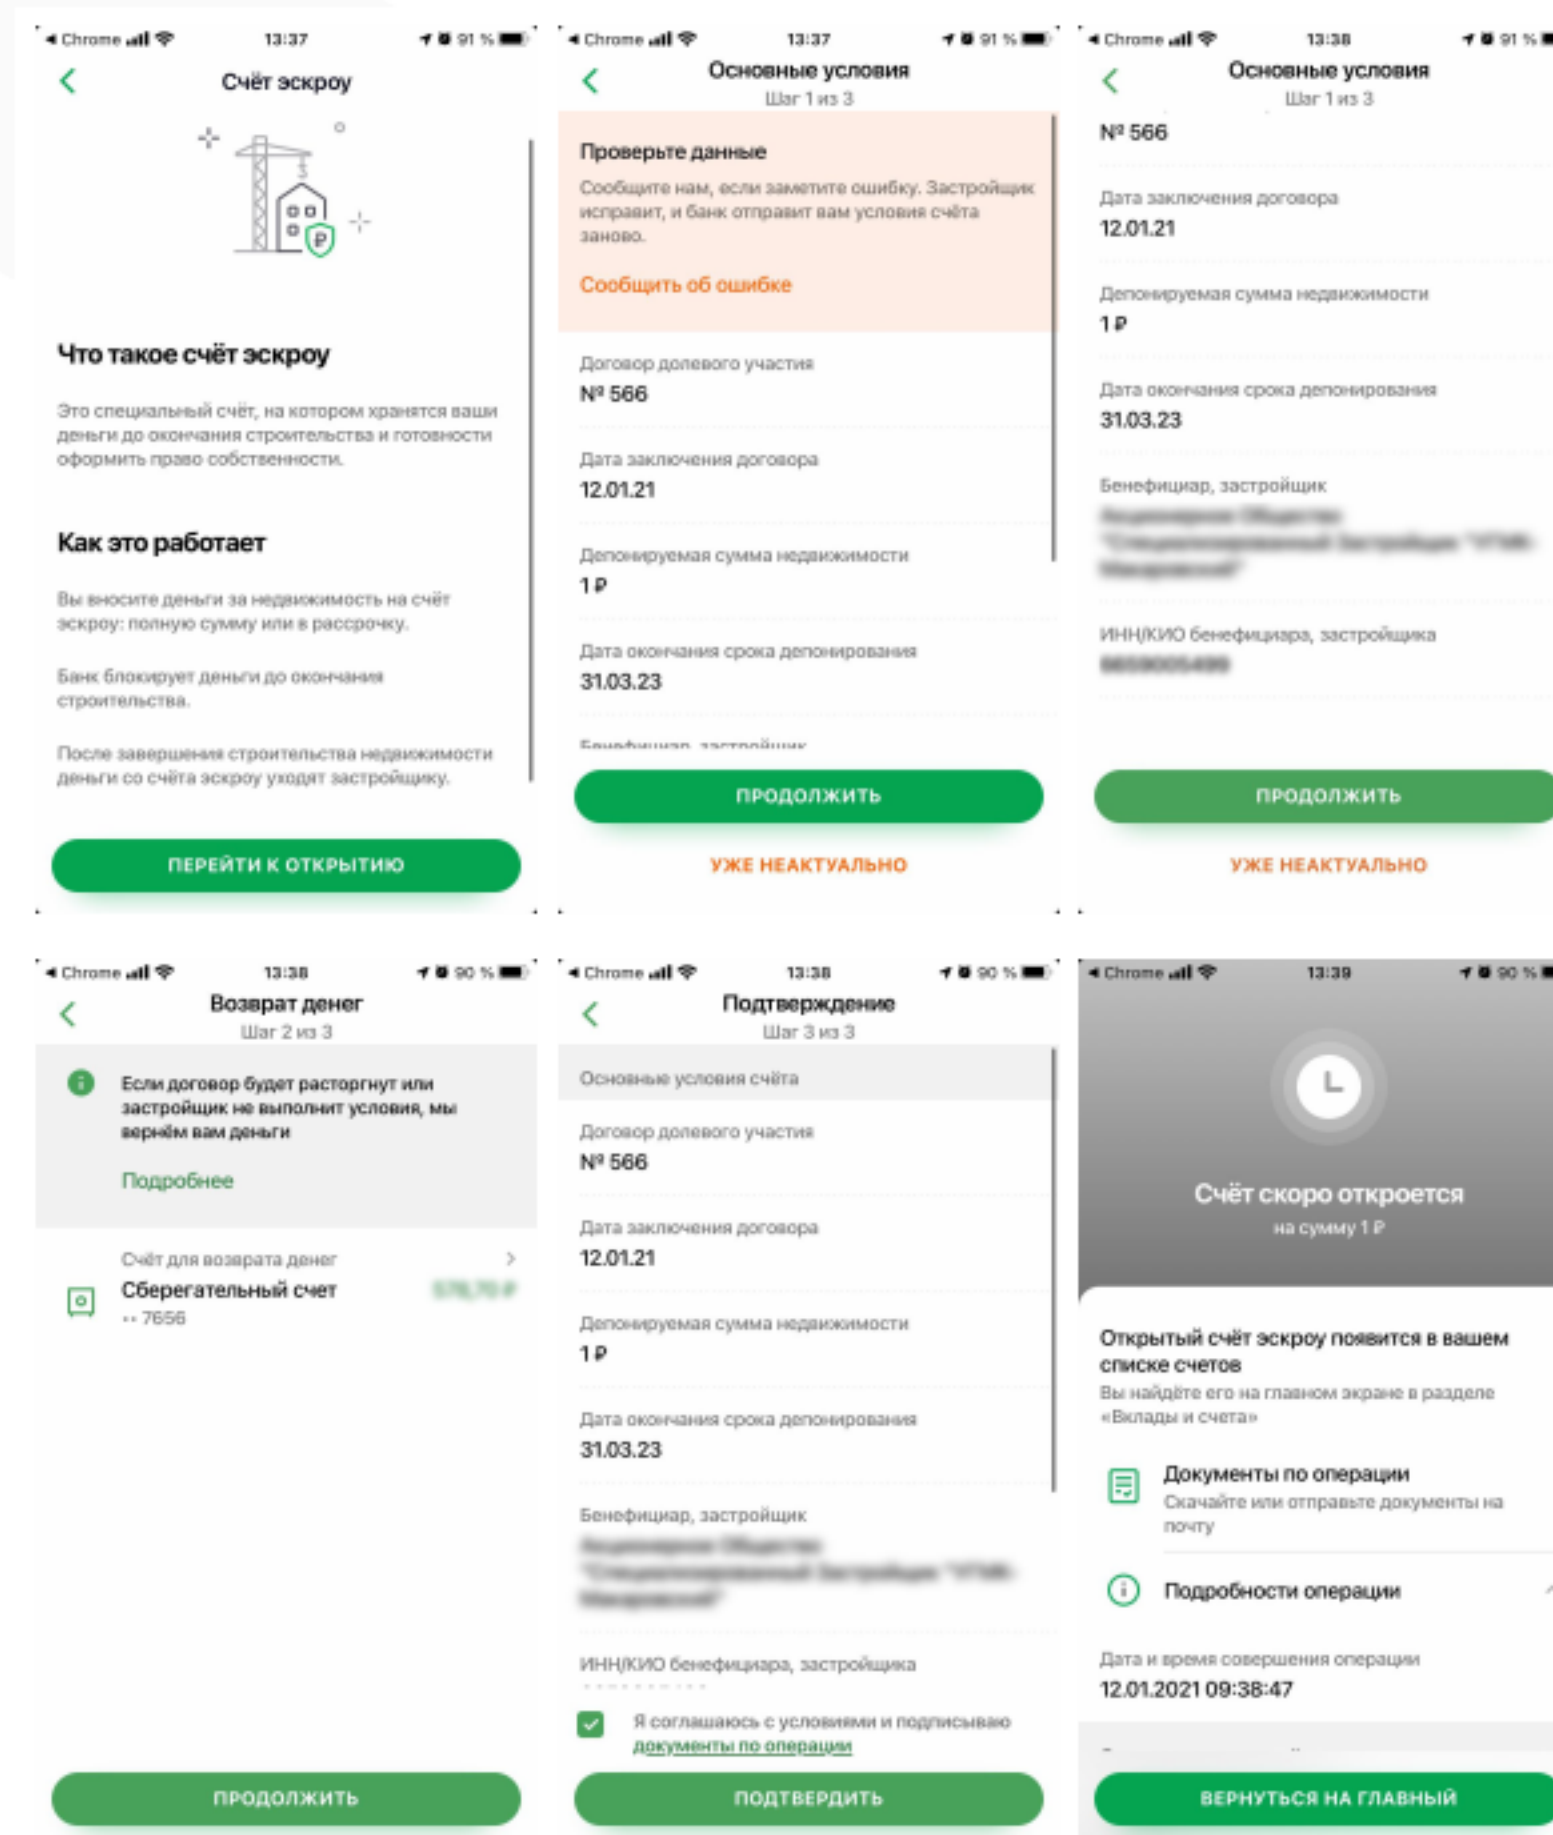 Chrome 13:37 91 %
Счёт эскроу
Что такое счёт эскроу
Это специальный счёт, на котором хранятся ваши
деньги до окончания строительства и готовности
оформить право собственности.
Как это работает
Вы вносите деньги за недвижимость на счёт
эскроу: полную сумму или в рассрочку.
Банк блокирует деньги до окончания
строительства.
После завершения строительства недвижимости
деньги со счёта эскроу уходят застройщику.
ПЕРЕЙТИ К ОТКРЫТИЮ
Chrome 13:37 91 %
Основные условия
Шаг 1 из 3
Проверьте данные
Сообщите нам, если заметите ошибку. Застройщик
исправит, и банк отправит вам условия счёта
заново.
Сообщить об ошибке
Договор долевого участия
№ 566
Дата заключения договора
12.01.21
Депонируемая сумма недвижимости
1 ₽
Дата окончания срока депонирования
31.03.23
Бенефициар, застройщик
ПРОДОЛЖИТЬ
УЖЕ НЕАКТУАЛЬНО
Chrome 13:38 91 %
Основные условия
Шаг 1 из 3
№ 566
Дата заключения договора
12.01.21
Депонируемая сумма недвижимости
1 ₽
Дата окончания срока депонирования
31.03.23
Бенефициар, застройщик
ИНН/КИО бенефициара, застройщика
ПРОДОЛЖИТЬ
УЖЕ НЕАКТУАЛЬНО
Chrome 13:38 90 %
Возврат денег
Шаг 2 из 3
Если договор будет расторгнут или
застройщик не выполнит условия, мы
вернём вам деньги
Подробнее
Счёт для возврата денег
Сберегательный счет
•• 7656
ПРОДОЛЖИТЬ
Chrome 13:38 90 %
Подтверждение
Шаг 3 из 3
Основные условия счёта
Договор долевого участия
№ 566
Дата заключения договора
12.01.21
Депонируемая сумма недвижимости
1 ₽
Дата окончания срока депонирования
31.03.23
Бенефициар, застройщик
ИНН/КИО бенефициара, застройщика
Я соглашаюсь с условиями и подписываю
документы по операции
ПОДТВЕРДИТЬ
Chrome 13:39 90 %
Счёт скоро откроется
на сумму 1 ₽
Открытый счёт эскроу появится в вашем
списке счетов
Вы найдёте его на главном экране в разделе
«Вклады и счета»
Документы по операции
Скачайте или отправьте документы на
почту
Подробности операции
Дата и время совершения операции
12.01.2021 09:38:47
ВЕРНУТЬСЯ НА ГЛАВНЫЙ